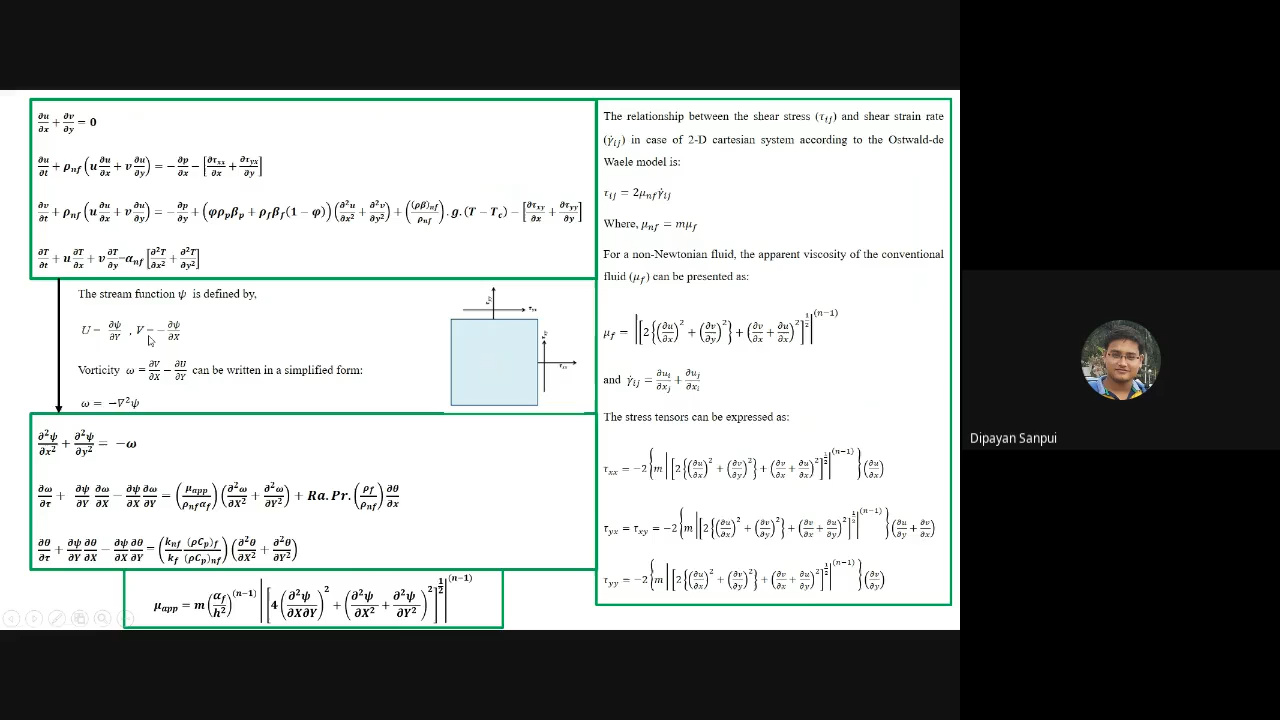 ∂u/∂x + ∂v/∂y = 0
∂u/∂t + ρ_nf (u ∂u/∂x + v ∂u/∂y) = −∂p/∂x − [∂τ_xx/∂x + ∂τ_yx/∂y]
∂v/∂t + ρ_nf (u ∂u/∂x + v ∂u/∂y) = −∂p/∂y + (φρ_pβ_p + ρ_fβ_f(1 − φ)) (∂²u/∂x² + ∂²v/∂y²) + ((ρβ)_nf/ρ_nf) . g. (T − T_c) − [∂τ_xy/∂x + ∂τ_yy/∂y]
∂T/∂t + u ∂T/∂x + v ∂T/∂y = α_nf [∂²T/∂x² + ∂²T/∂y²]
The stream function ψ is defined by,
U = ∂ψ/∂Y , V = − ∂ψ/∂X
Vorticity ω = ∂V/∂X − ∂U/∂Y can be written in a simplified form:
ω = −∇²ψ
τ_yy
τ_yx
τ_xy
τ_xx
∂²ψ/∂x² + ∂²ψ/∂y² = −ω
∂ω/∂τ + ∂ψ/∂Y ∂ω/∂X − ∂ψ/∂X ∂ω/∂Y = (μ_app/ρ_nf α_f) (∂²ω/∂X² + ∂²ω/∂Y²) + Ra. Pr. (ρ_f/ρ_nf) ∂θ/∂x
∂θ/∂τ + ∂ψ/∂Y ∂θ/∂X − ∂ψ/∂X ∂θ/∂Y = (k_nf/k_f (ρC_p)_f/(ρC_p)_nf) (∂²θ/∂X² + ∂²θ/∂Y²)
μ_app = m (α_f/h²)^(n−1) |[4 (∂²ψ/∂X∂Y)² + (∂²ψ/∂X² + ∂²ψ/∂Y²)²]^½|^(n−1)
The relationship between the shear stress (τ_ij) and shear strain rate
(γ̇_ij) in case of 2-D cartesian system according to the Ostwald-de
Waele model is:
τ_ij = 2μ_nf γ̇_ij
Where, μ_nf = mμ_f
For a non-Newtonian fluid, the apparent viscosity of the conventional
fluid (μ_f) can be presented as:
μ_f = |[2 {(∂u/∂x)² + (∂v/∂y)²} + (∂v/∂x + ∂u/∂x)²]^½|^(n−1)
and γ̇_ij = ∂u_i/∂x_j + ∂u_j/∂x_i
The stress tensors can be expressed as:
τ_xx = −2 {m |[2 {(∂u/∂x)² + (∂v/∂y)²} + (∂v/∂x + ∂u/∂x)²]^½|^(n−1)} (∂u/∂x)
τ_yx = τ_xy = −2 {m |[2 {(∂u/∂x)² + (∂v/∂y)²} + (∂v/∂x + ∂u/∂y)²]^½|^(n−1)} (∂u/∂y + ∂v/∂x)
τ_yy = −2 {m |[2 {(∂u/∂x)² + (∂v/∂y)²} + (∂v/∂x + ∂u/∂y)²]^½|^(n−1)} (∂v/∂y)
Dipayan Sanpui